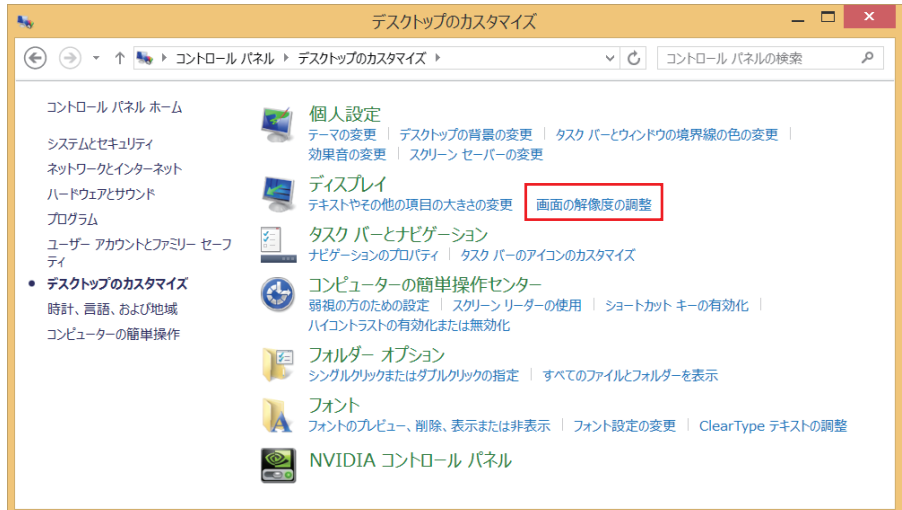 デスクトップのカスタマイズ
コントロール パネル デスクトップのカスタマイズ
コントロール パネルの検索
コントロール パネル ホーム
システムとセキュリティ
ネットワークとインターネット
ハードウェアとサウンド
プログラム
ユーザー アカウントとファミリー セーフ
ティ
デスクトップのカスタマイズ
時計、言語、および地域
コンピューターの簡単操作
個人設定
テーマの変更 デスクトップの背景の変更 タスク バーとウィンドウの境界線の色の変更
効果音の変更 スクリーン セーバーの変更
ディスプレイ
テキストやその他の項目の大きさの変更 画面の解像度の調整
タスク バーとナビゲーション
ナビゲーションのプロパティ タスク バーのアイコンのカスタマイズ
コンピューターの簡単操作センター
弱視の方のための設定 スクリーン リーダーの使用 ショートカット キーの有効化
ハイコントラストの有効化または無効化
フォルダー オプション
シングルクリックまたはダブルクリックの指定 すべてのファイルとフォルダーを表示
フォント
フォントのプレビュー、削除、表示または非表示 フォント設定の変更 ClearType テキストの調整
NVIDIA コントロール パネル